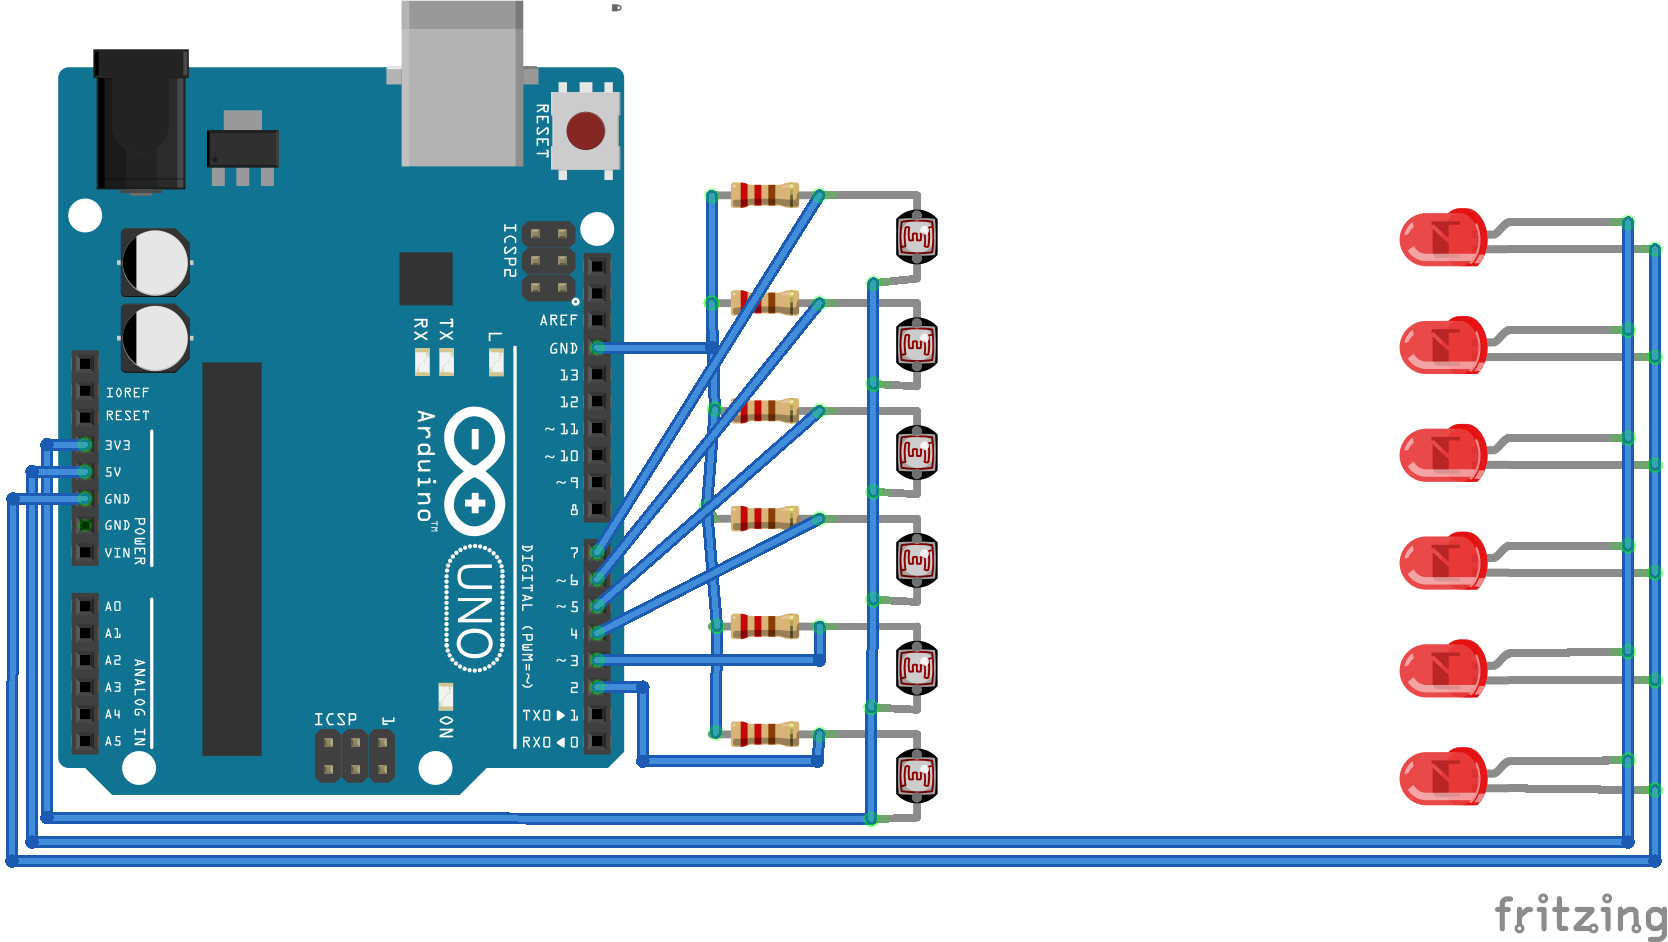 RESET
ICSP2
AREF
GND
13
12
~11
~10
~9
8
7
~6
~5
4
~3
2
TX0▶1
RX0◀0
DIGITAL (PWM=~)
RX
TX
L
Arduino™
UNO
IOREF
RESET
3V3
5V
GND
GND
VIN
POWER
A0
A1
A2
A3
A4
A5
ANALOG IN
ICSP
1
ON
fritzing